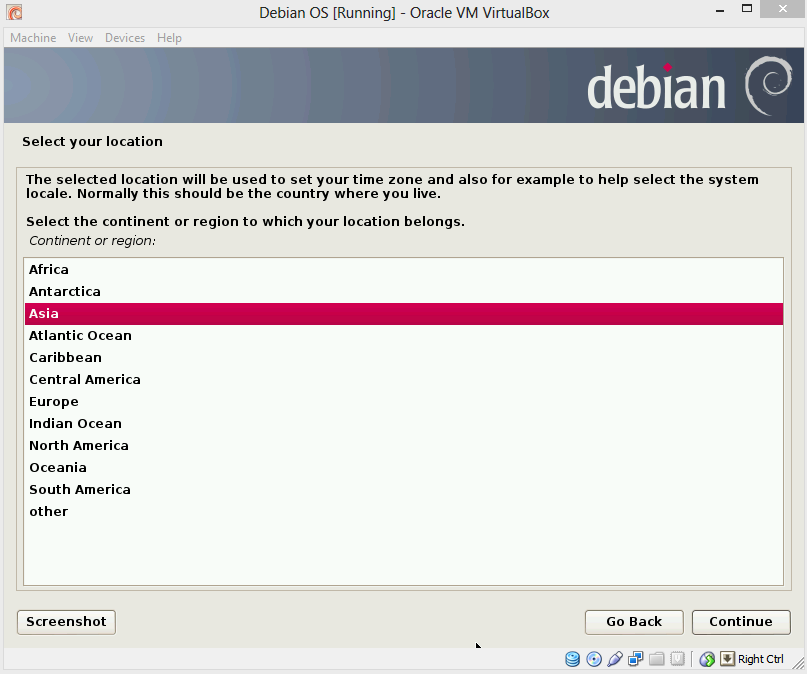 Debian OS [Running] - Oracle VM VirtualBox
Machine View Devices Help
debian
Select your location
The selected location will be used to set your time zone and also for example to help select the system
locale. Normally this should be the country where you live.
Select the continent or region to which your location belongs.
Continent or region:
Africa
Antarctica
Asia
Atlantic Ocean
Caribbean
Central America
Europe
Indian Ocean
North America
Oceania
South America
other
Screenshot Go Back Continue
Right Ctrl